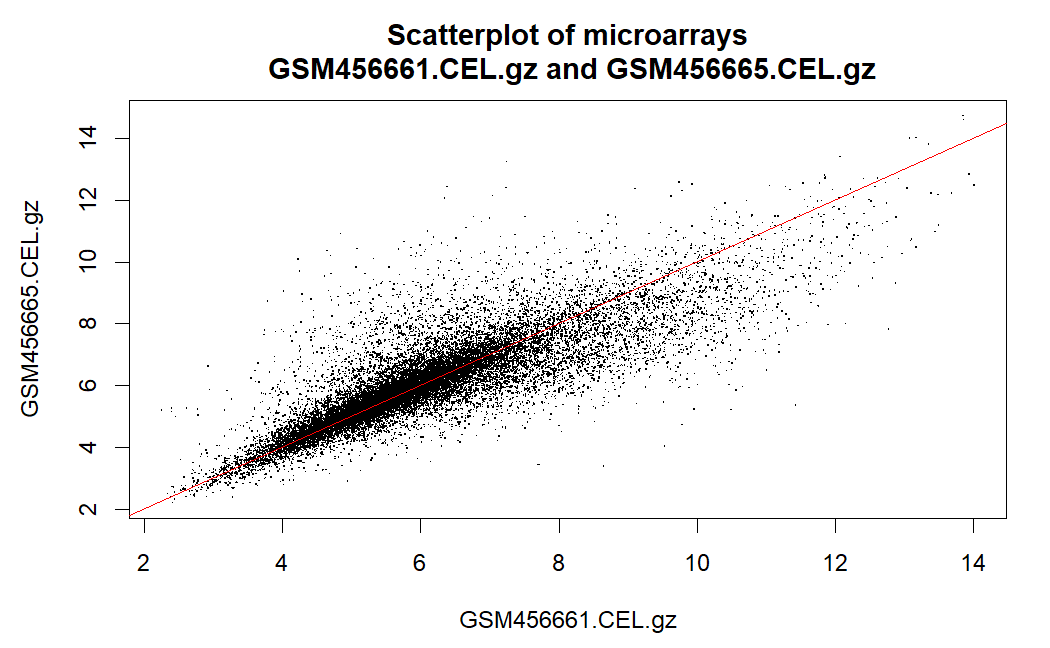 Scatterplot of microarrays
GSM456661.CEL.gz and GSM456665.CEL.gz
GSM456665.CEL.gz
14
12
10
8
6
4
2
2 4 6 8 10 12 14
GSM456661.CEL.gz